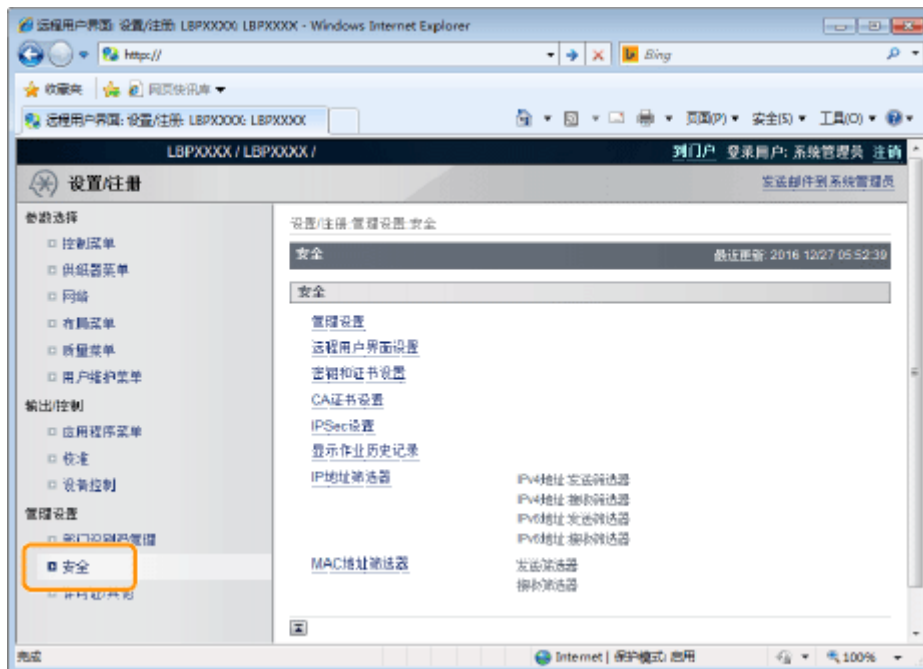 远程用户界面: 设置/注册: LBPXXXX: LBPXXXX - Windows Internet Explorer
http://
Bing
收藏夹 网页快讯库
远程用户界面: 设置/注册: LBPXXXX: LBPXXXX
页面(P) 安全(S) 工具(O)
LBPXXXX / LBPXXXX /
到门户 登录用户: 系统管理员 注销
设置/注册
发送邮件到系统管理员
参数选择
控制菜单
供纸器菜单
网络
布局菜单
质量菜单
用户维护菜单
输出/控制
应用程序菜单
校准
设备控制
管理设置
部门识别码管理
安全
许可证/其他
设置/注册:管理设置:安全
安全
最近更新: 2016 12/27 05:52:39
安全
管理设置
远程用户界面设置
密钥和证书设置
CA证书设置
IPSec设置
显示作业历史记录
IP地址筛选器
IPv4地址:发送筛选器
IPv4地址:接收筛选器
IPv6地址:发送筛选器
IPv6地址:接收筛选器
MAC地址筛选器
发送筛选器
接收筛选器
完成
Internet | 保护模式: 启用
100%